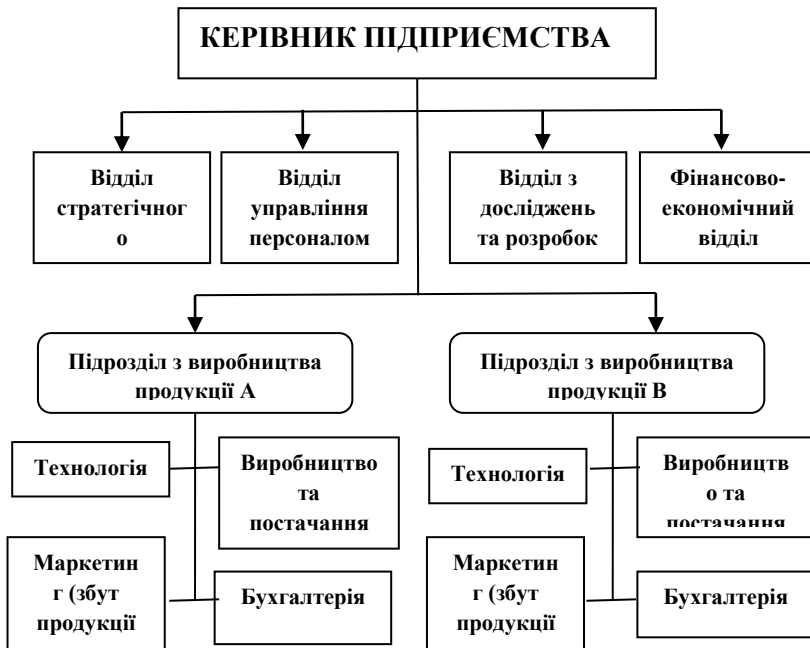 КЕРІВНИК ПІДПРИЄМСТВА
Відділ
стратегічног
о
Відділ
управління
персоналом
Відділ з
досліджень
та розробок
Фінансово-
економічний
відділ
Підрозділ з виробництва
продукції А
Підрозділ з виробництва
продукції В
Технологія
Виробництво
та
постачання
Технологія
Виробництв
о та
постачання
Маркетин
г (збут
продукції
Бухгалтерія
Маркетин
г (збут
продукції
Бухгалтерія